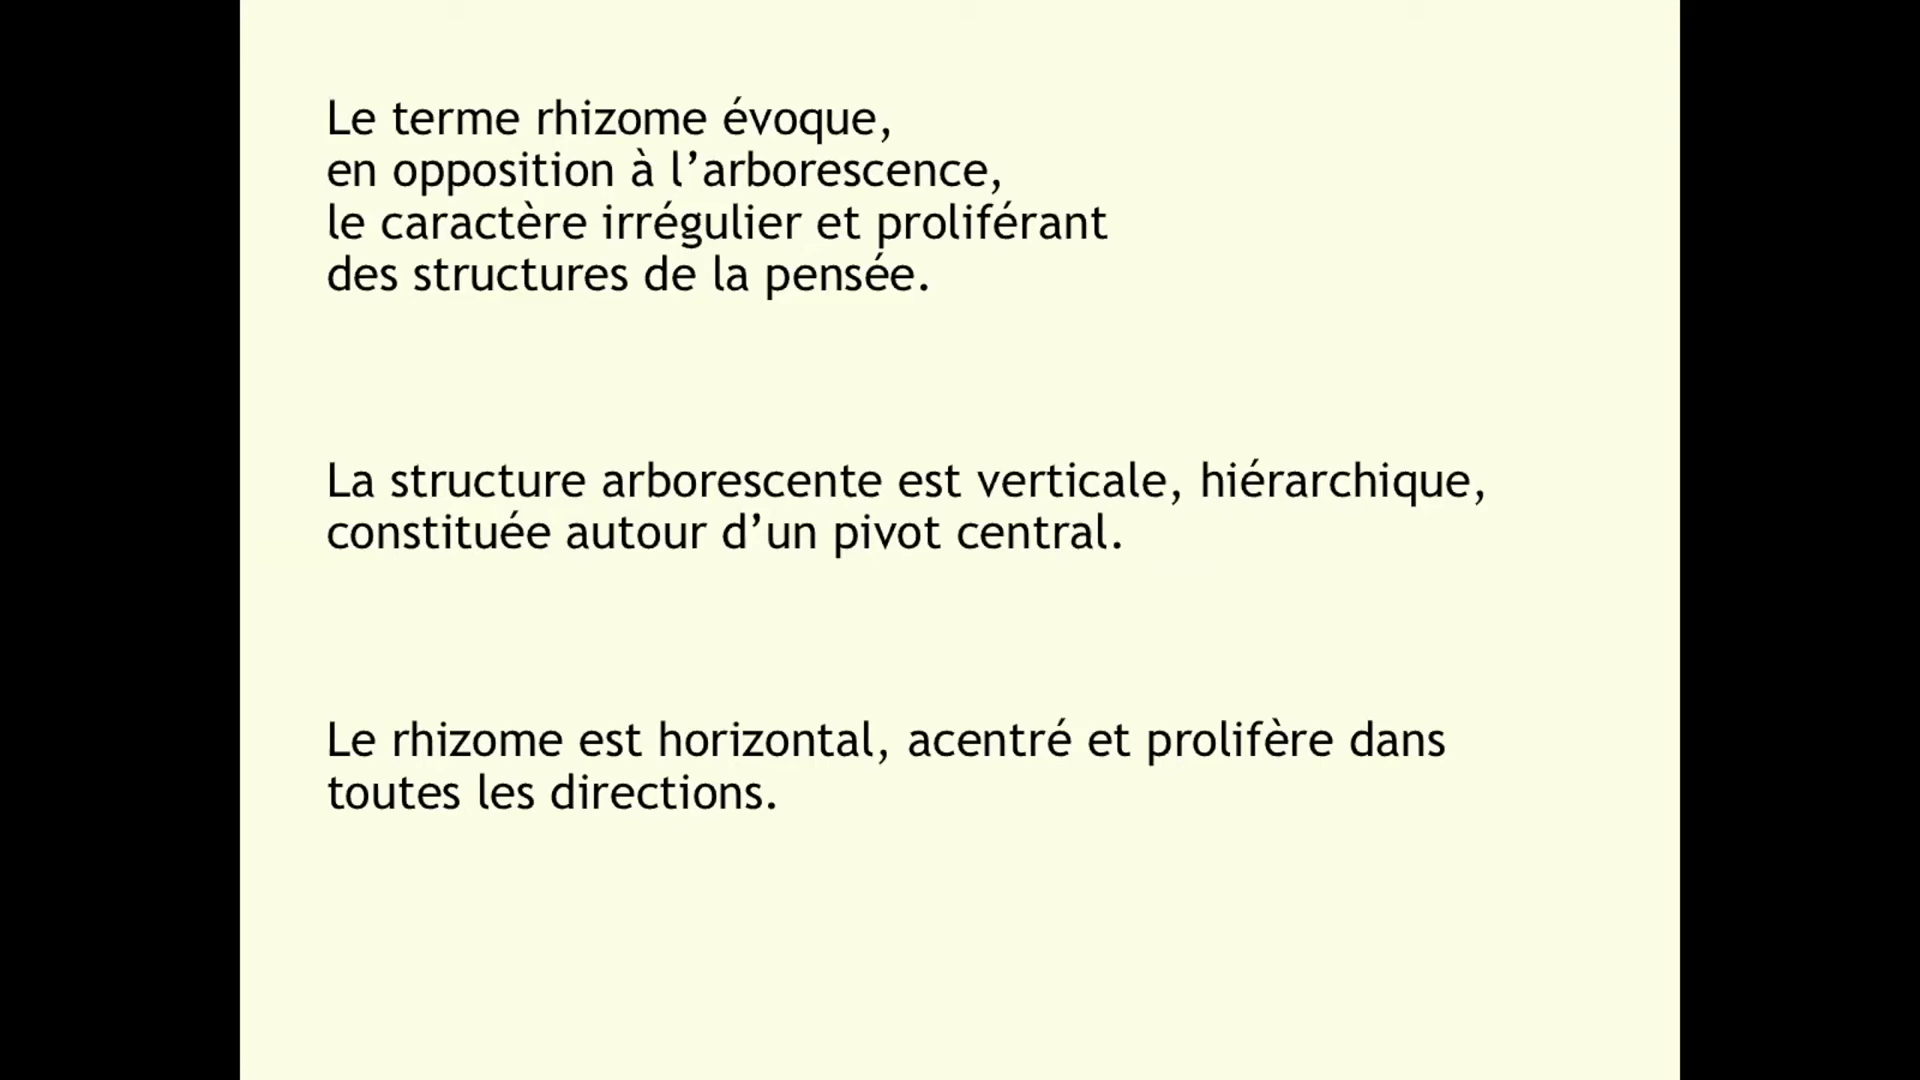 Le terme rhizome évoque,
en opposition à l’arborescence,
le caractère irrégulier et proliférant
des structures de la pensée.
La structure arborescente est verticale, hiérarchique,
constituée autour d’un pivot central.
Le rhizome est horizontal, acentré et prolifère dans
toutes les directions.